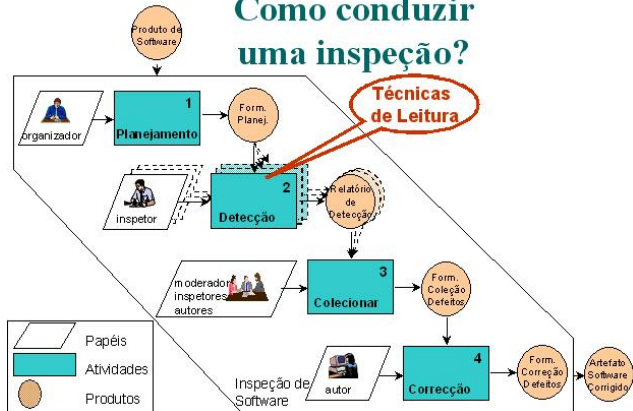 Como conduzir
uma inspeção?
Produto de
Software
Técnicas
de Leitura
organizador
1
Planejamento
Form.
Planej.
inspetor
2
Detecção
Relatório
de
Detecção
moderador
inspetores
autores
3
Colecionar
Form.
Coleção
Defeitos
Papéis
Atividades
Produtos
Inspeção de
Software
autor
4
Correcção
Form.
Correção
Defeitos
Artefato
Software
Corrigido